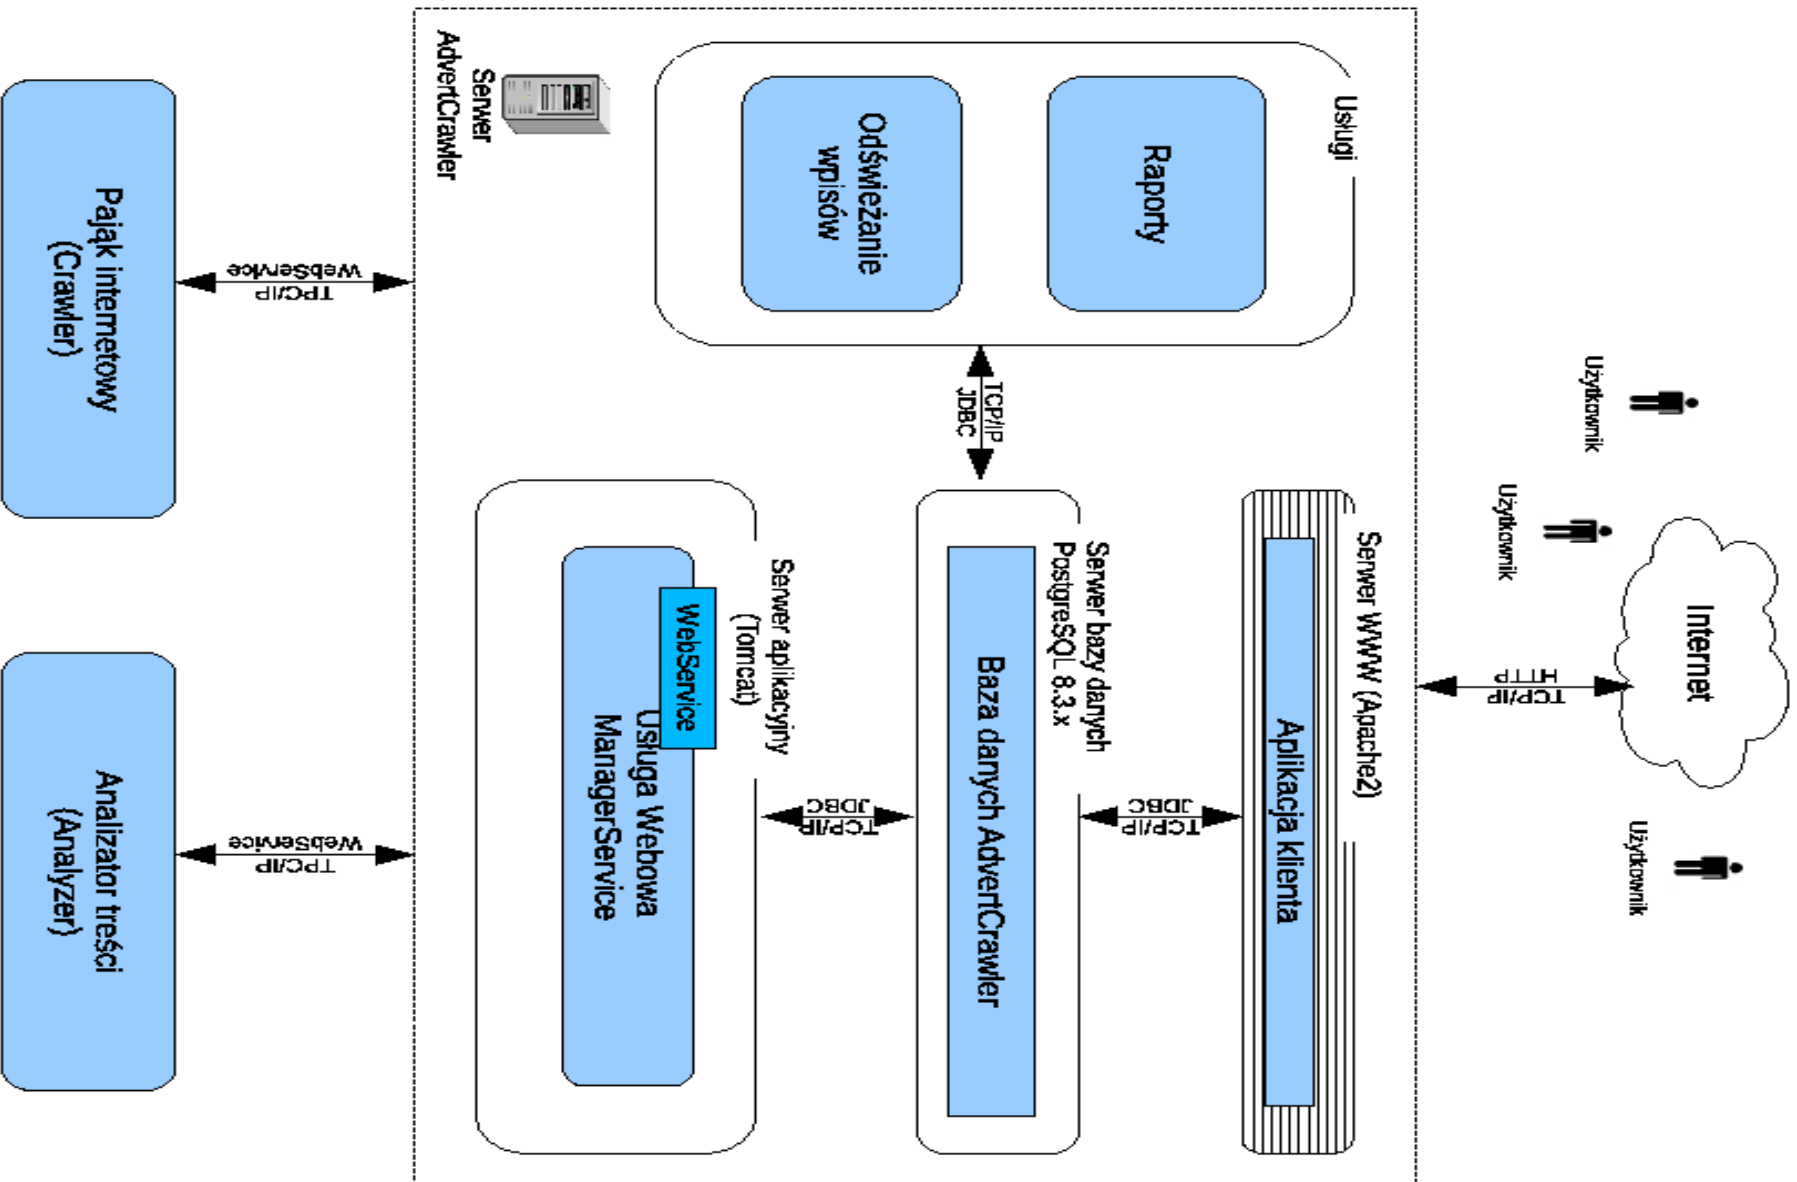 Użytkownik
Użytkownik
Użytkownik
Internet
TCP/IP
HTTP
Usługi
Raporty
Odświeżanie
wpisów
Serwer
AdvertCrawler
TCP/IP
JDBC
Serwer WWW (Apache2)
Aplikacja klienta
TCP/IP
JDBC
Serwer bazy danych
PostgreSQL 8.3.x
Baza danych AdvertCrawler
TCP/IP
JDBC
Serwer aplikacyjny
(Tomcat)
WebService
Usługa Webowa
ManagerService
TPC/IP
WebService
TPC/IP
WebService
Pająk internetowy
(Crawler)
Analizator treści
(Analyzer)